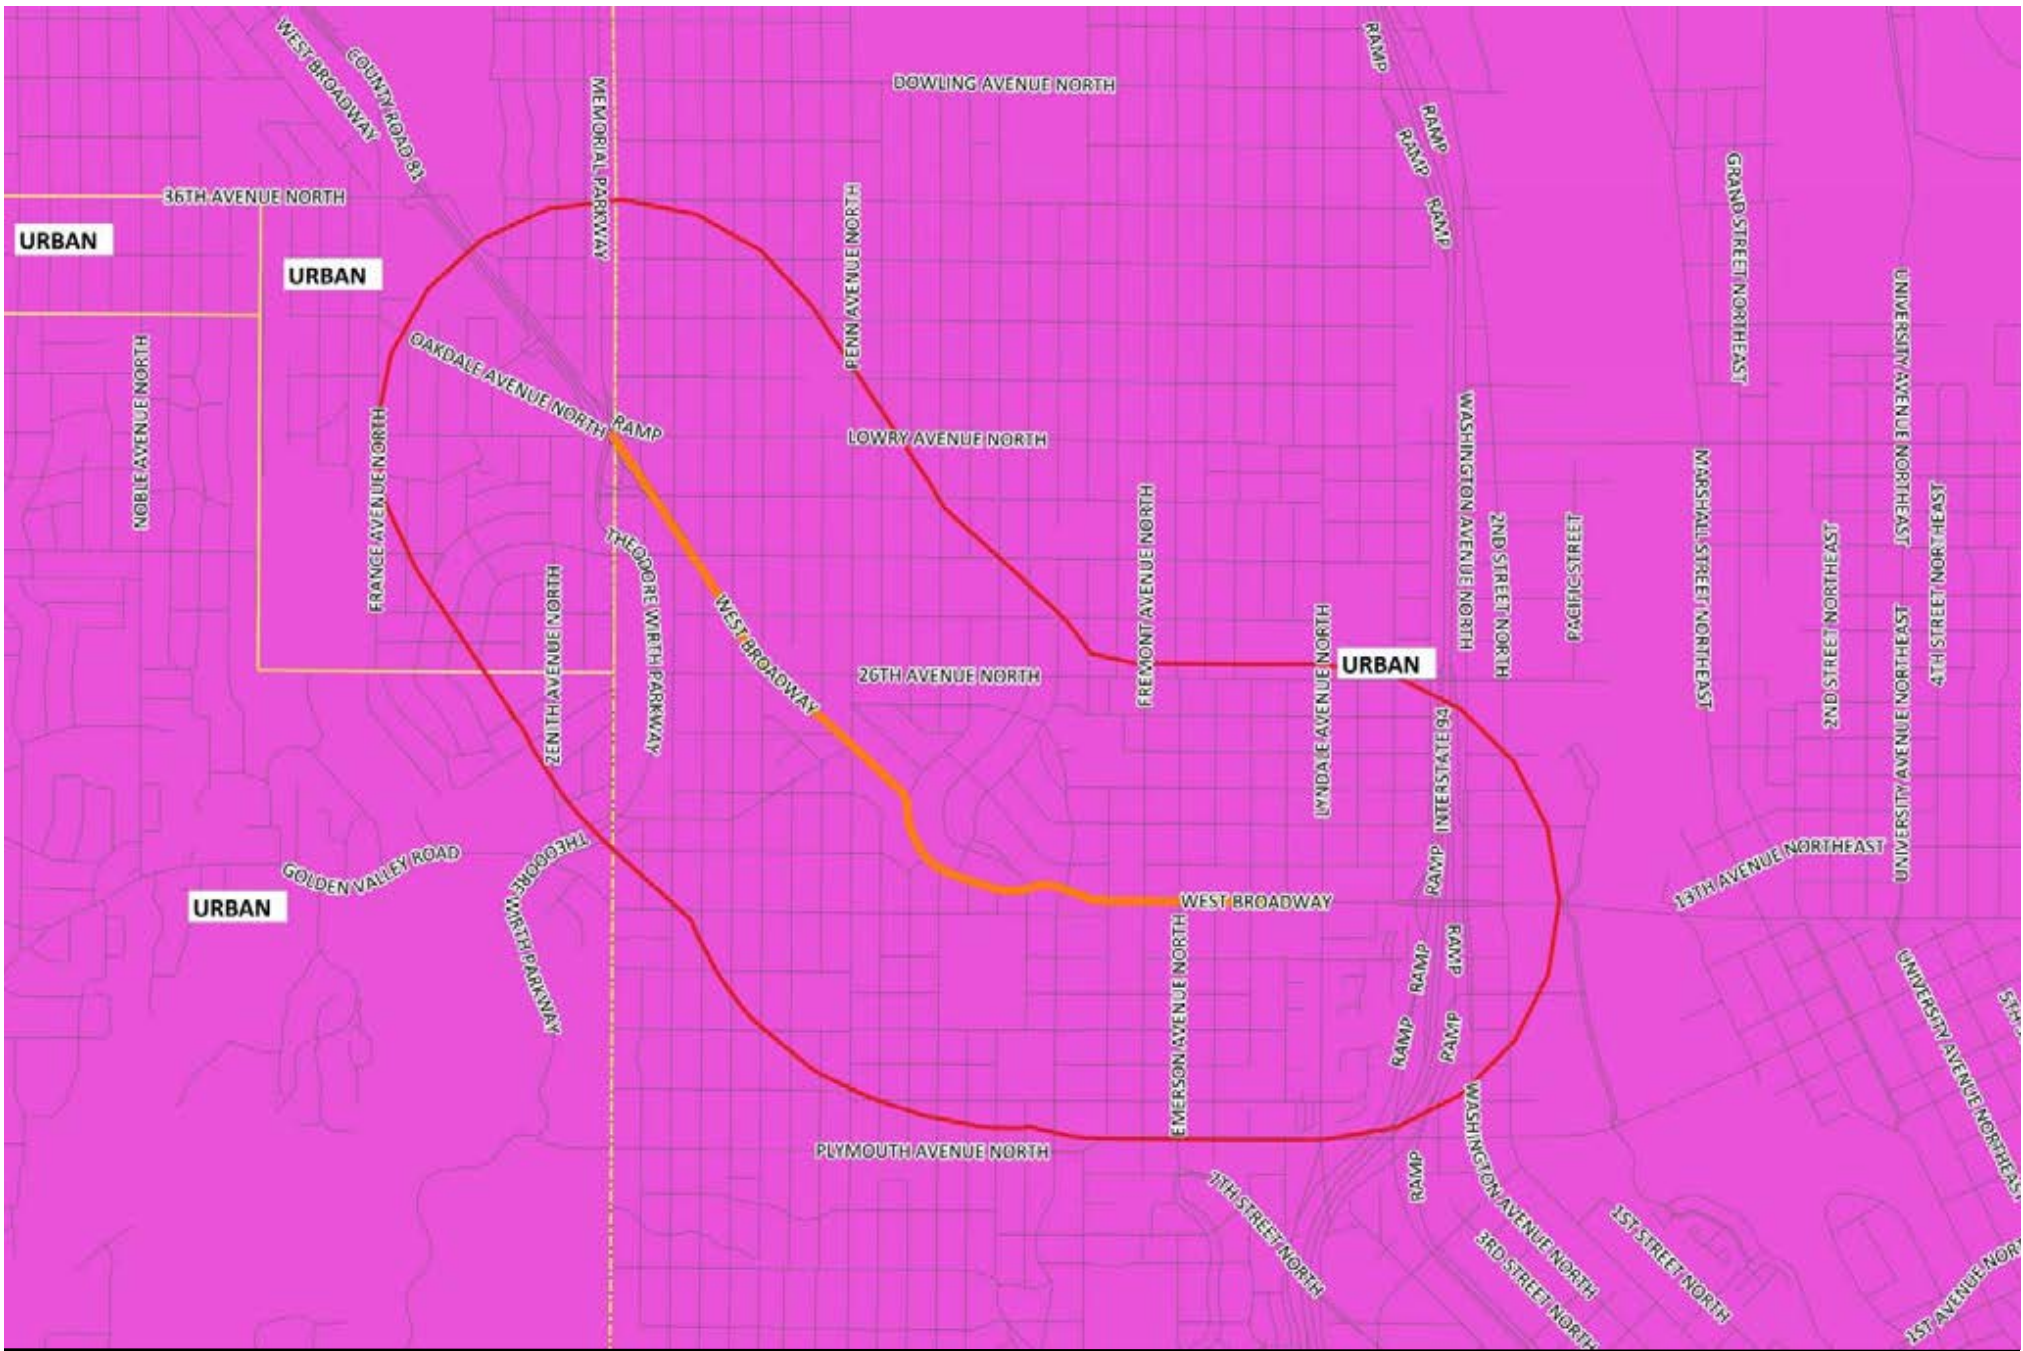 WEST BROADWAY
COUNTY ROAD 81
MEMORIAL PARKWAY
DOWLING AVENUE NORTH
RAMP
RAMP
RAMP
RAMP
36TH AVENUE NORTH
URBAN
URBAN
PENN AVENUE NORTH
GRAND STREET NORTHEAST
UNIVERSITY AVENUE NORTHEAST
NOBLE AVENUE NORTH
OAKDALE AVENUE NORTH
RAMP
FRANCE AVENUE NORTH
LOWRY AVENUE NORTH
WASHINGTON AVENUE NORTH
2ND STREET NORTH
PACIFIC STREET
MARSHALL STREET NORTHEAST
2ND STREET NORTHEAST
4TH STREET NORTHEAST
FREMONT AVENUE NORTH
THEODORE WIRTH PARKWAY
ZENITH AVENUE NORTH
WEST BROADWAY
26TH AVENUE NORTH
LYNDALE AVENUE NORTH
URBAN
INTERSTATE 94
UNIVERSITY AVENUE NORTHEAST
GOLDEN VALLEY ROAD
THEODORE WIRTH PARKWAY
URBAN
WEST BROADWAY
RAMP
13TH AVENUE NORTHEAST
EMERSON AVENUE NORTH
RAMP
RAMP
RAMP
RAMP
UNIVERSITY AVENUE NORTHEAST
5TH
PLYMOUTH AVENUE NORTH
RAMP
WASHINGTON AVENUE NORTH
7TH STREET NORTH
3RD STREET NORTH
1ST STREET NORTH
1ST AVENUE NOR